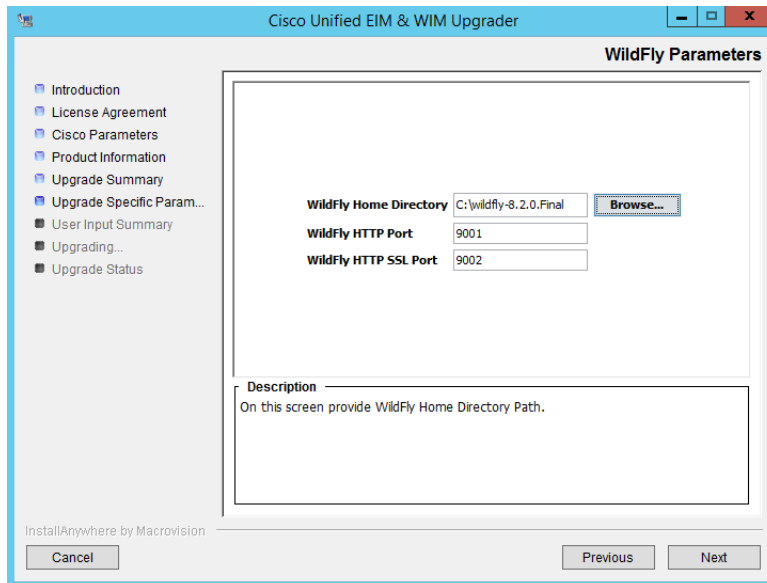 Cisco Unified EIM & WIM Upgrader
WildFly Parameters
Introduction
License Agreement
Cisco Parameters
Product Information
Upgrade Summary
Upgrade Specific Param...
User Input Summary
Upgrading...
Upgrade Status
WildFly Home Directory C:\wildfly-8.2.0.Final Browse...
WildFly HTTP Port 9001
WildFly HTTP SSL Port 9002
Description
On this screen provide WildFly Home Directory Path.
InstallAnywhere by Macrovision
Cancel Previous Next